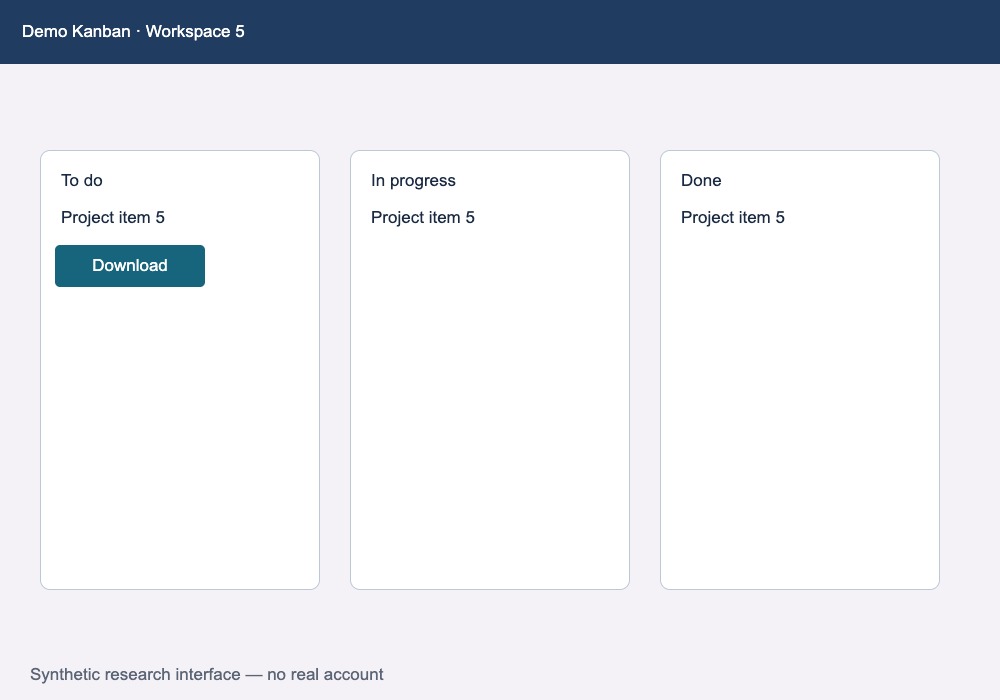 Demo Kanban · Workspace 5
To do
Project item 5
Download
In progress
Project item 5
Done
Project item 5
Synthetic research interface — no real account